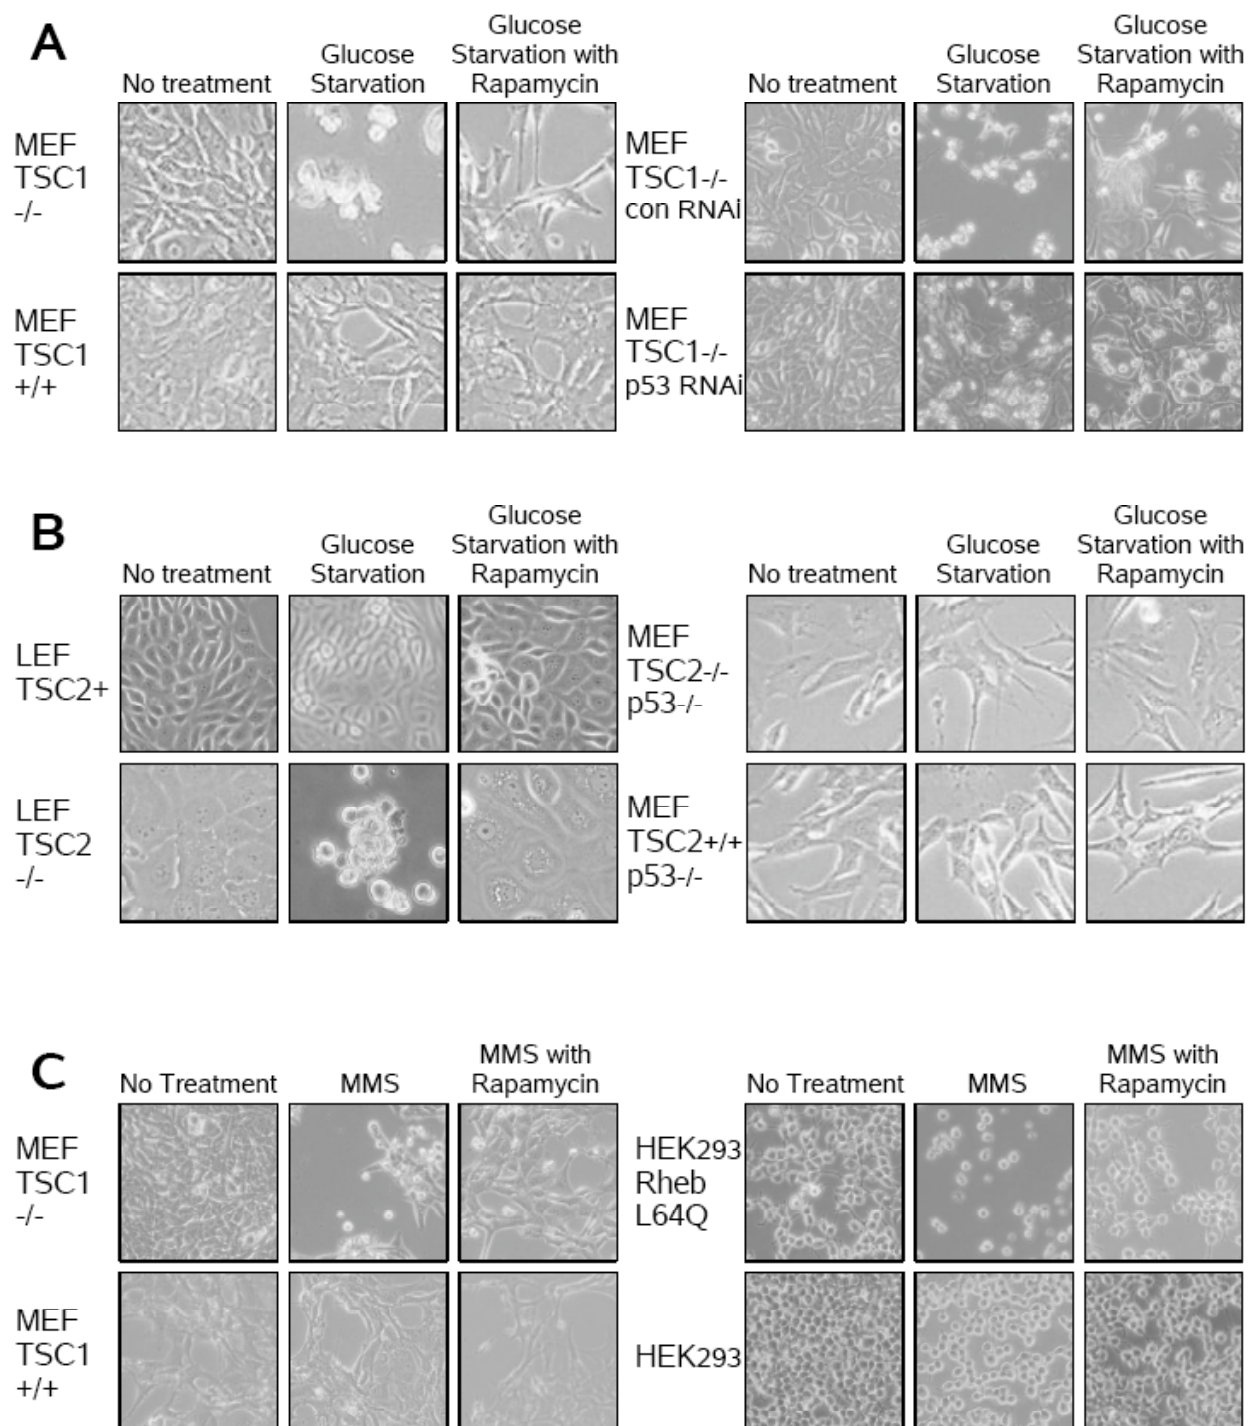 A
No treatment
Glucose
Starvation
Glucose
Starvation with
Rapamycin
No treatment
Glucose
Starvation
Glucose
Starvation with
Rapamycin
MEF
TSC1
-/-
MEF
TSC1-/-
con RNAi
MEF
TSC1
+/+
MEF
TSC1-/-
p53 RNAi
B
No treatment
Glucose
Starvation
Glucose
Starvation with
Rapamycin
No treatment
Glucose
Starvation
Glucose
Starvation with
Rapamycin
LEF
TSC2+
MEF
TSC2-/-
p53-/-
LEF
TSC2
-/-
MEF
TSC2+/+
p53-/-
C
No Treatment
MMS
MMS with
Rapamycin
No Treatment
MMS
MMS with
Rapamycin
MEF
TSC1
-/-
HEK293
Rheb
L64Q
MEF
TSC1
+/+
HEK293